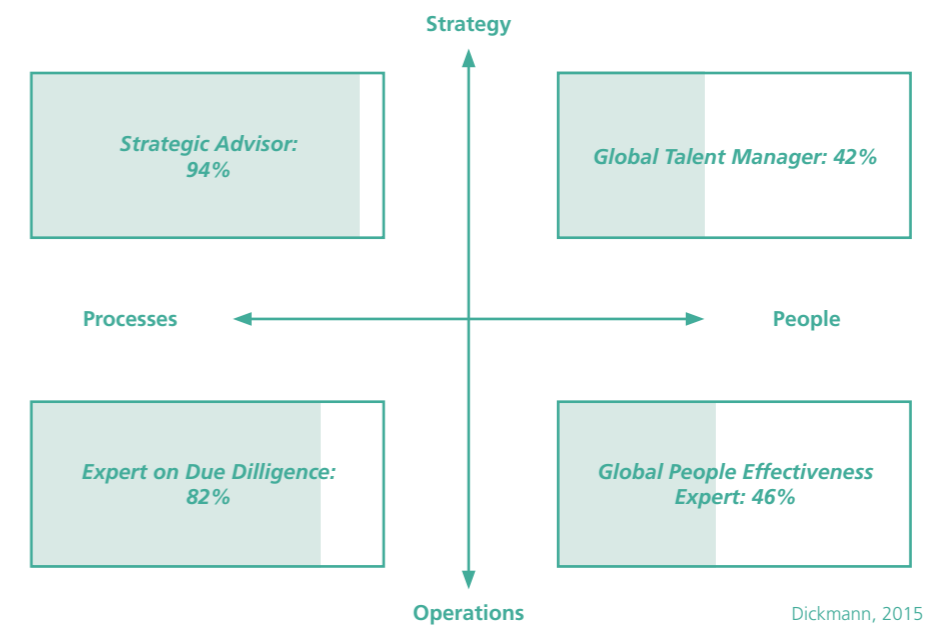 Strategy
Strategic Advisor:
94%
Global Talent Manager: 42%
Processes
People
Expert on Due Dilligence:
82%
Global People Effectiveness
Expert: 46%
Operations
Dickmann, 2015